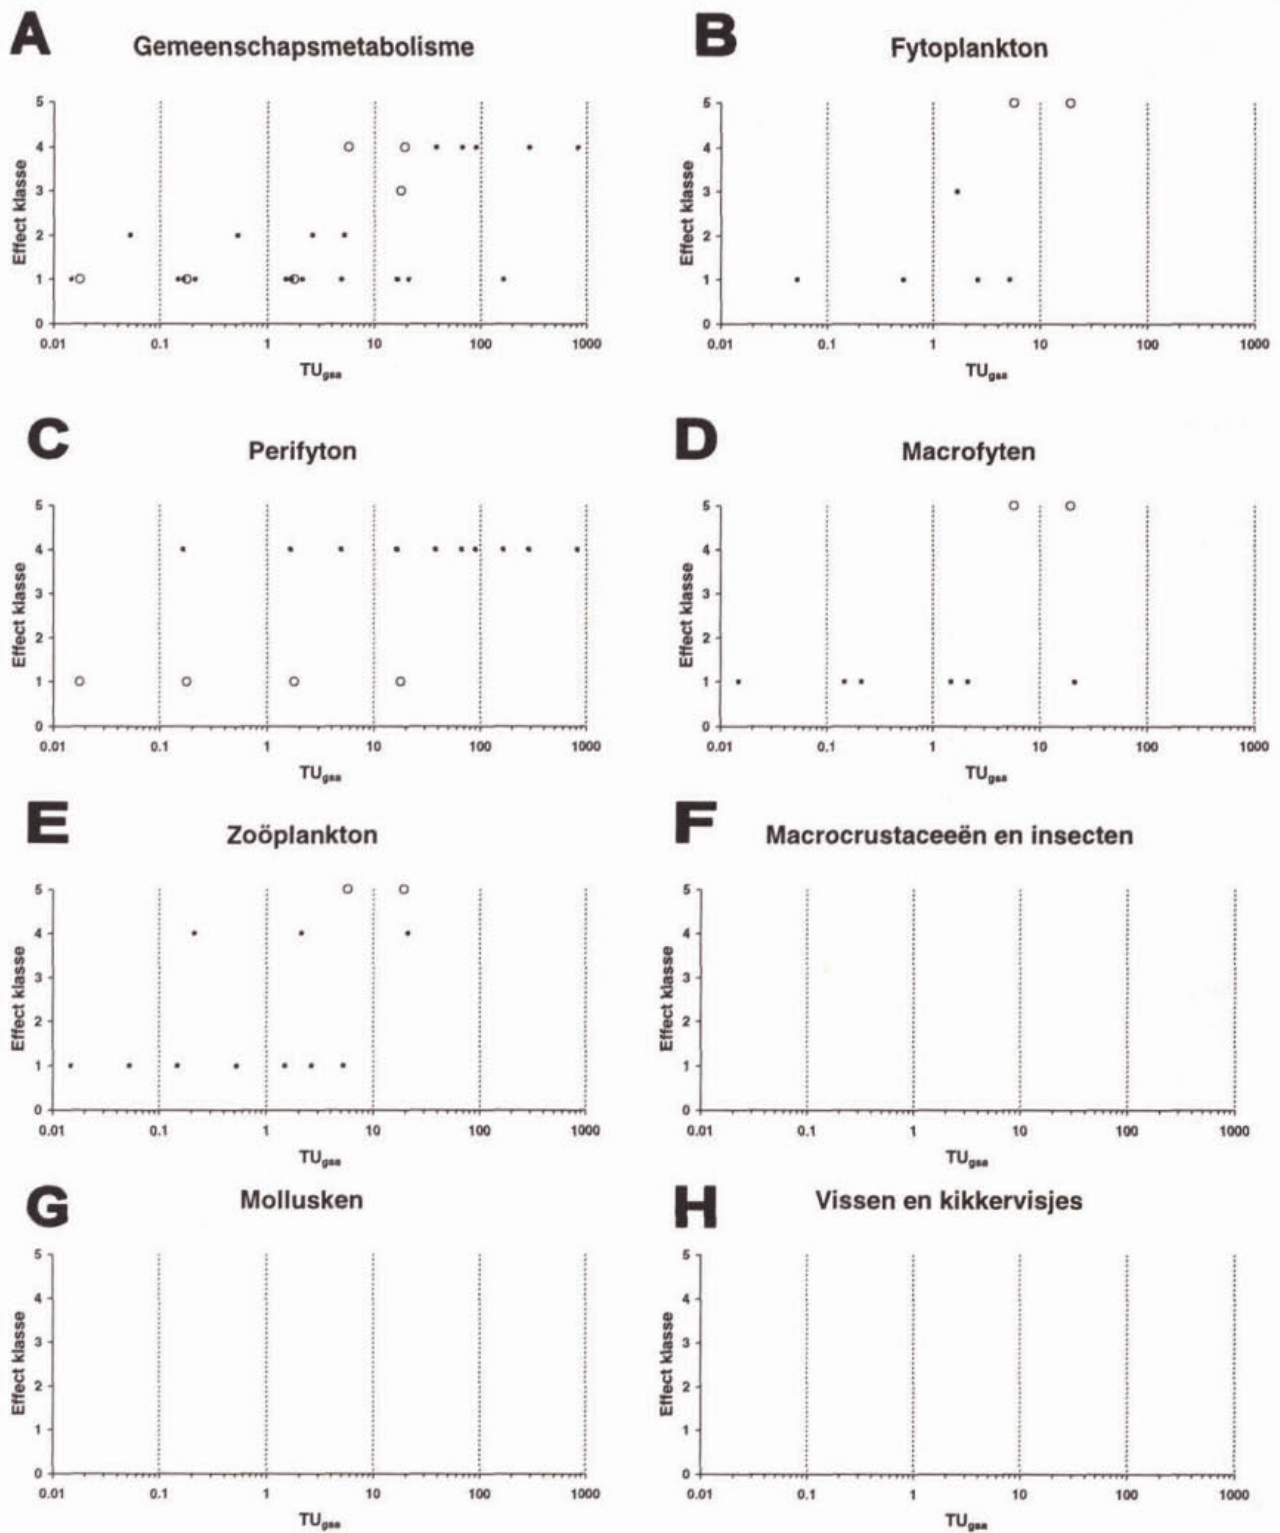 A
Gemeenschapsmetabolisme
Effect klasse
5
4
3
2
1
0
0.01 0.1 1 10 100 1000
TUgsa
B
Fytoplankton
Effect klasse
5
4
3
2
1
0
0.01 0.1 1 10 100 1000
TUgsa
C
Perifyton
Effect klasse
5
4
3
2
1
0
0.01 0.1 1 10 100 1000
TUgsa
D
Macrofyten
Effect klasse
5
4
3
2
1
0
0.01 0.1 1 10 100 1000
TUgsa
E
Zoöplankton
Effect klasse
5
4
3
2
1
0
0.01 0.1 1 10 100 1000
TUgsa
F
Macrocrustaceeën en insecten
Effect klasse
5
4
3
2
1
0
0.01 0.1 1 10 100 1000
TUgsa
G
Mollusken
Effect klasse
5
4
3
2
1
0
0.01 0.1 1 10 100 1000
TUgsa
H
Vissen en kikkervisjes
Effect klasse
5
4
3
2
1
0
0.01 0.1 1 10 100 1000
TUgsa